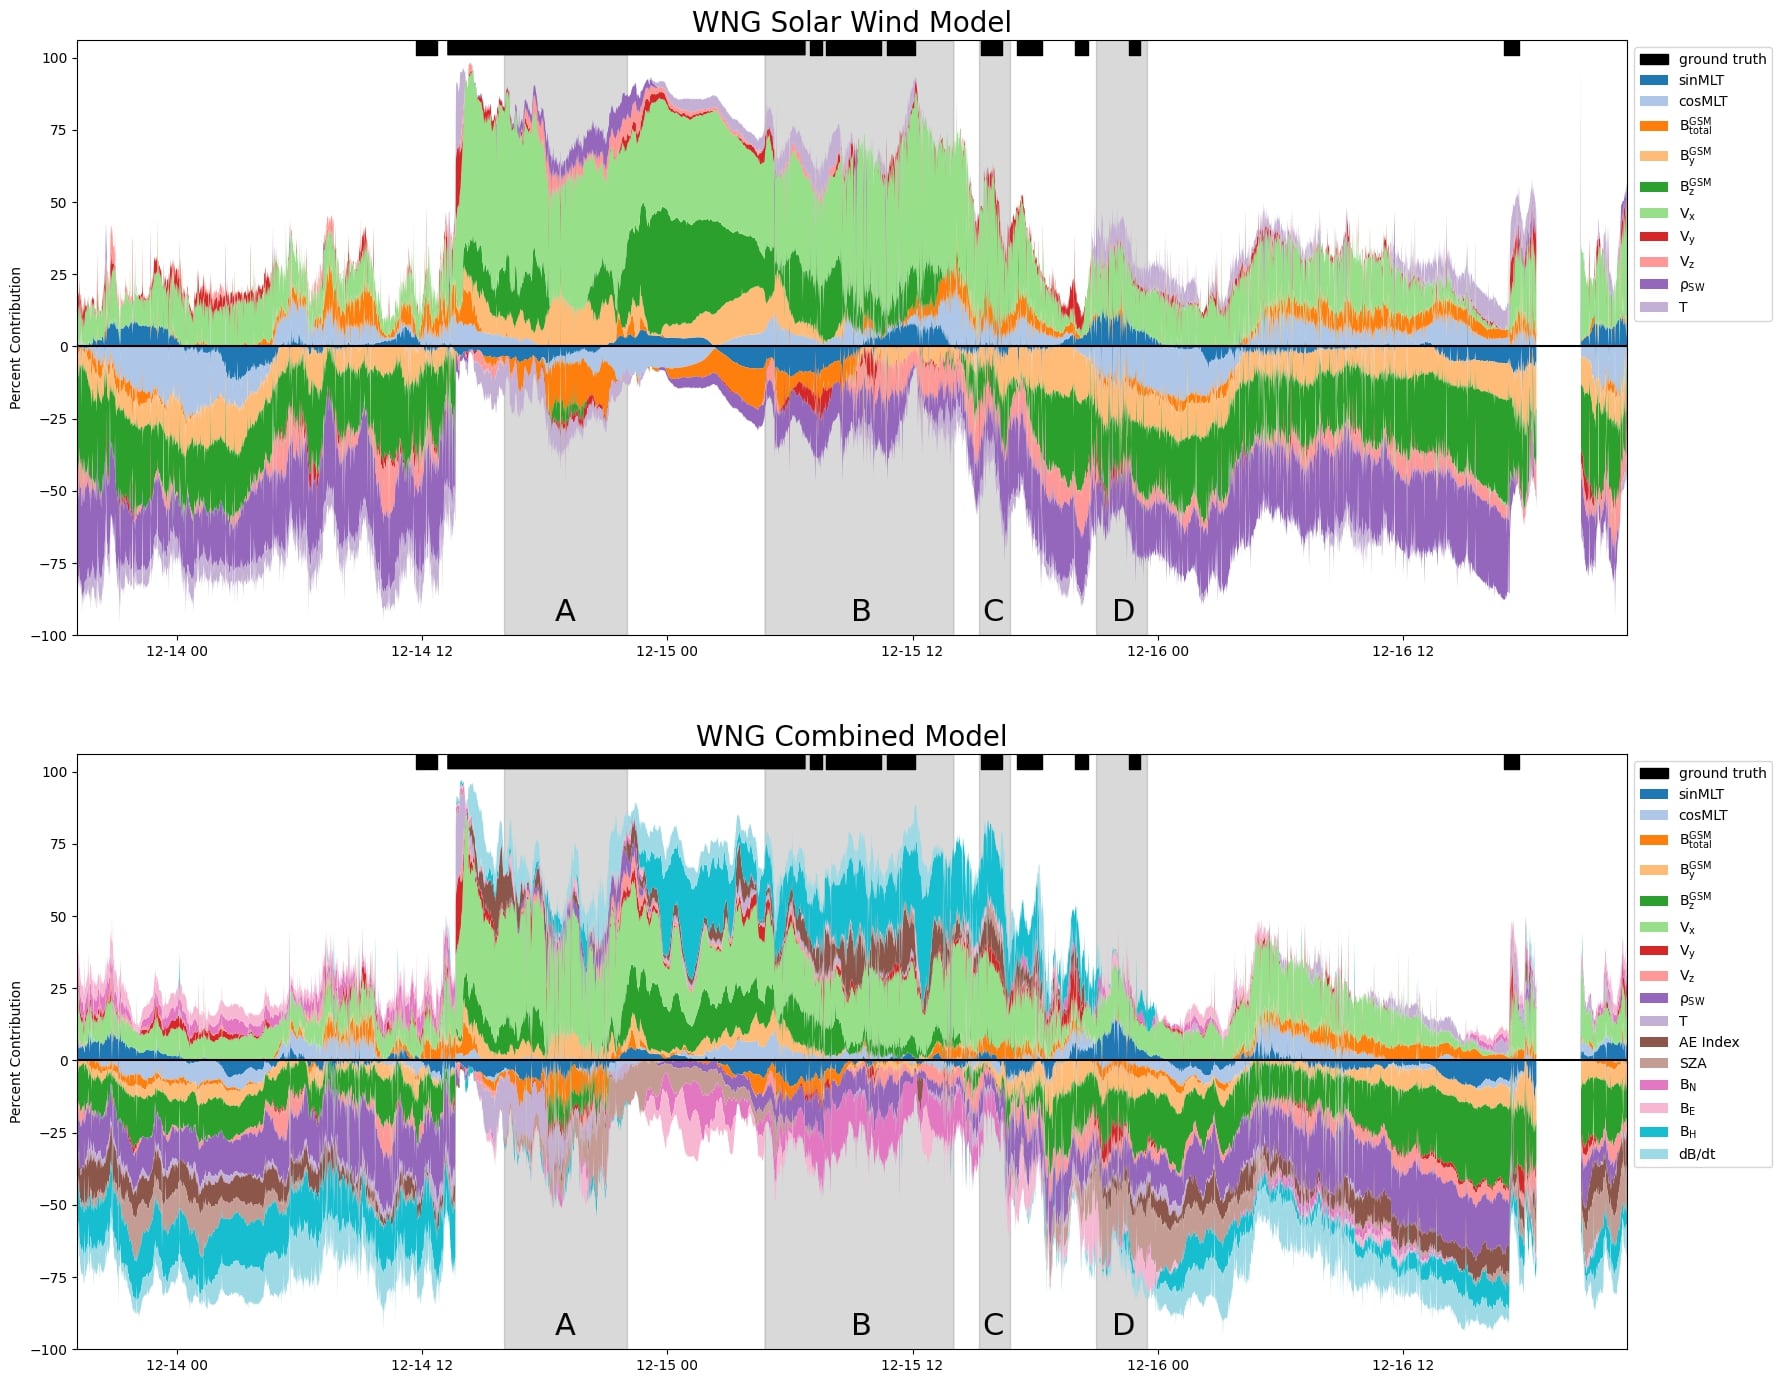 WNG Solar Wind Model
Percent Contribution
100
75
50
25
0
−25
−50
−75
−100
A
B
C
D
12-14 00
12-14 12
12-15 00
12-15 12
12-16 00
12-16 12
ground truth
sinMLT
cosMLT
B_total^GSM
B_y^GSM
B_z^GSM
V_x
V_y
V_z
ρ_SW
T
WNG Combined Model
Percent Contribution
100
75
50
25
0
−25
−50
−75
−100
A
B
C
D
12-14 00
12-14 12
12-15 00
12-15 12
12-16 00
12-16 12
ground truth
sinMLT
cosMLT
B_total^GSM
B_y^GSM
B_z^GSM
V_x
V_y
V_z
ρ_SW
T
AE Index
SZA
B_N
B_E
B_H
dB/dt